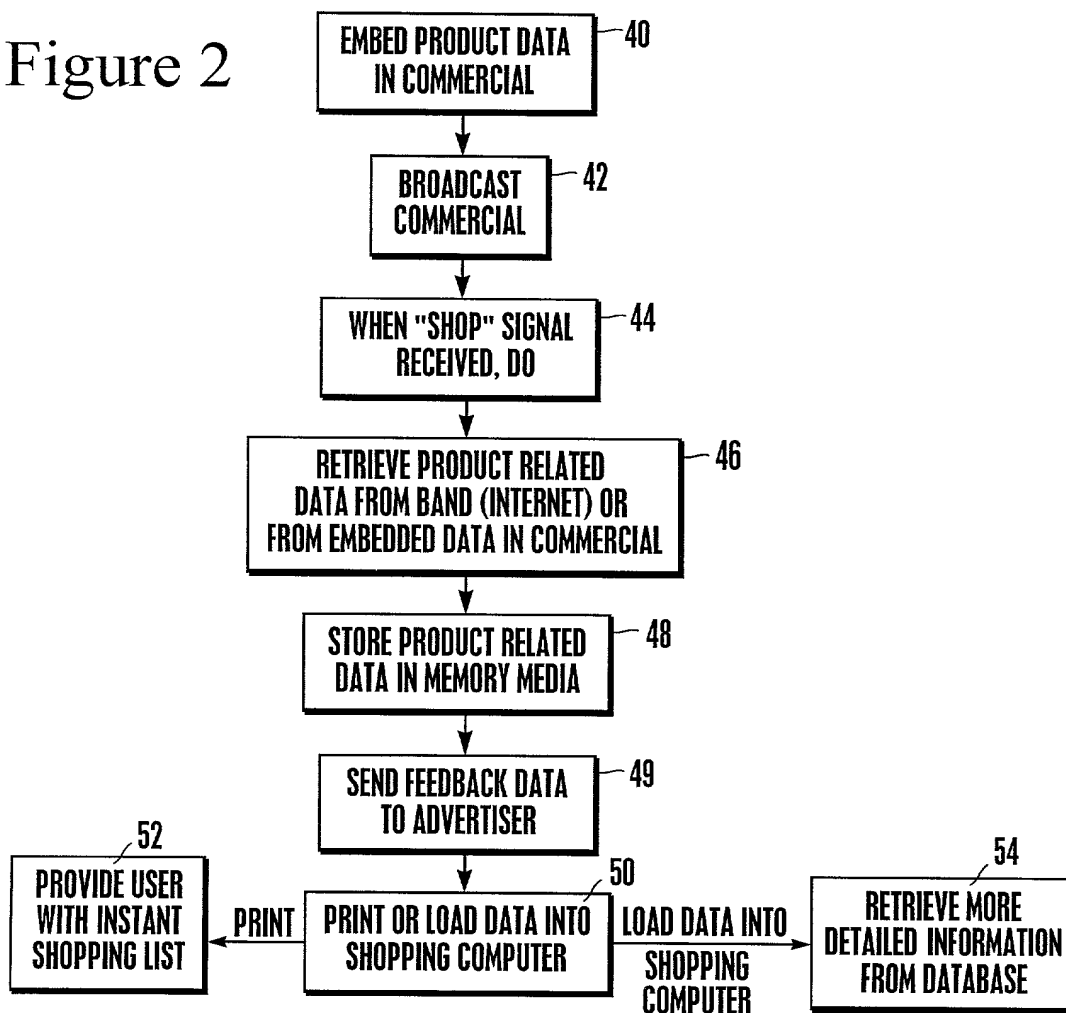 Figure 2
EMBED PRODUCT DATA
IN COMMERCIAL
40
BROADCAST
COMMERCIAL
42
WHEN "SHOP" SIGNAL
RECEIVED, DO
44
RETRIEVE PRODUCT RELATED
DATA FROM BAND (INTERNET) OR
FROM EMBEDDED DATA IN COMMERCIAL
46
STORE PRODUCT RELATED
DATA IN MEMORY MEDIA
48
SEND FEEDBACK DATA
TO ADVERTISER
49
52
PROVIDE USER
WITH INSTANT
SHOPPING LIST
PRINT
50
PRINT OR LOAD DATA INTO
SHOPPING COMPUTER
LOAD DATA INTO
SHOPPING
COMPUTER
54
RETRIEVE MORE
DETAILED INFORMATION
FROM DATABASE